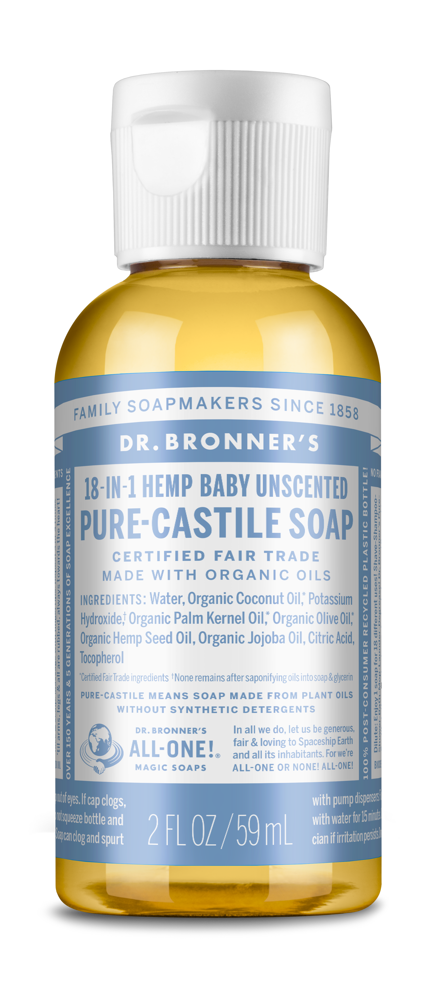 FAMILY SOAPMAKERS SINCE 1858
DR. BRONNER'S
18-IN-1 HEMP BABY UNSCENTED
PURE-CASTILE SOAP
CERTIFIED FAIR TRADE
MADE WITH ORGANIC OILS
INGREDIENTS: Water, Organic Coconut Oil,* Potassium
Hydroxide,† Organic Palm Kernel Oil,* Organic Olive Oil,*
Organic Hemp Seed Oil, Organic Jojoba Oil, Citric Acid,
Tocopherol
*Certified Fair Trade ingredients †None remains after saponifying oils into soap & glycerin
PURE-CASTILE MEANS SOAP MADE FROM PLANT OILS
WITHOUT SYNTHETIC DETERGENTS
DR. BRONNER'S
ALL-ONE!®
MAGIC SOAPS
In all we do, let us be generous,
fair & loving to Spaceship Earth
and all its inhabitants. For we're
ALL-ONE OR NONE! ALL-ONE!
OVER 150 YEARS & 5 GENERATIONS OF SOAP EXCELLENCE
100% POST-CONSUMER RECYCLED PLASTIC BOTTLE!
'til arms, legs & all are rubbed, always towards the heart!
Dilute: Enjoy 1 soap for 18 different uses! Shave-Shampoo-
out of eyes. If cap clogs,
not squeeze bottle and
Soap can clog and spurt
2 FL OZ / 59 mL
with pump dispensers.
with water for 15 minutes.
cian if irritation persists.